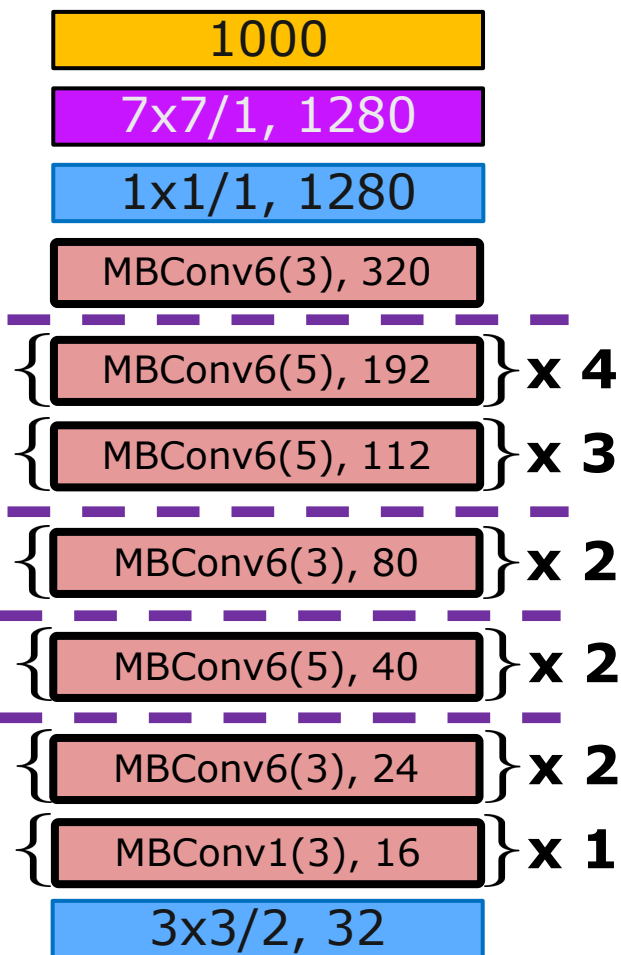 1000
7x7/1, 1280
1x1/1, 1280
MBConv6(3), 320
{ MBConv6(5), 192 } x 4
{ MBConv6(5), 112 } x 3
{ MBConv6(3), 80 } x 2
{ MBConv6(5), 40 } x 2
{ MBConv6(3), 24 } x 2
{ MBConv1(3), 16 } x 1
3x3/2, 32